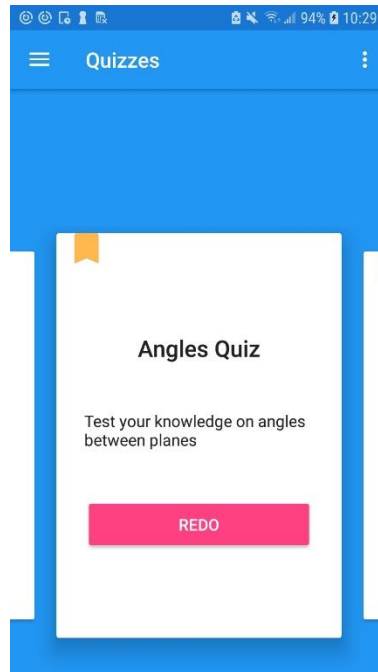 94% 10:29
Quizzes
Angles Quiz
Test your knowledge on angles
between planes
REDO